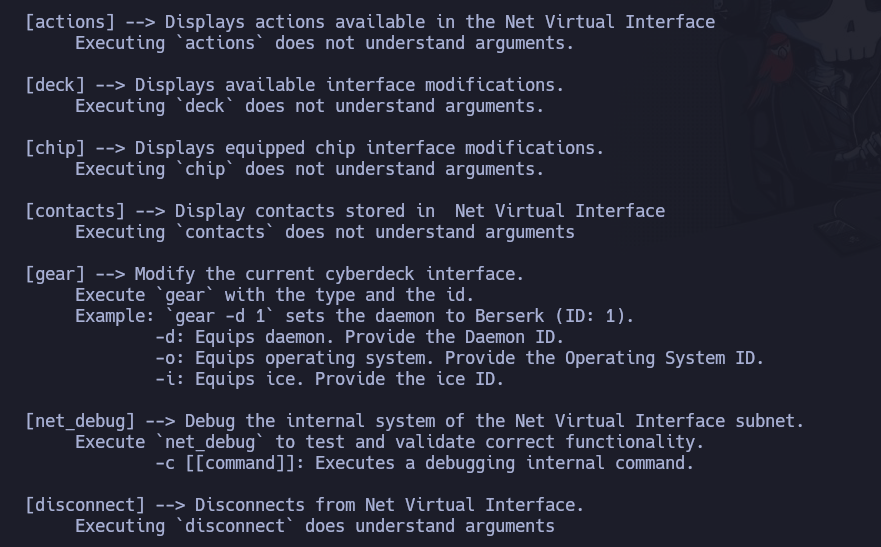 [actions] --> Displays actions available in the Net Virtual Interface
Executing `actions` does not understand arguments.
[deck] --> Displays available interface modifications.
Executing `deck` does not understand arguments.
[chip] --> Displays equipped chip interface modifications.
Executing `chip` does not understand arguments.
[contacts] --> Display contacts stored in  Net Virtual Interface
Executing `contacts` does not understand arguments
[gear] --> Modify the current cyberdeck interface.
Execute `gear` with the type and the id.
Example: `gear -d 1` sets the daemon to Berserk (ID: 1).
-d: Equips daemon. Provide the Daemon ID.
-o: Equips operating system. Provide the Operating System ID.
-i: Equips ice. Provide the ice ID.
[net_debug] --> Debug the internal system of the Net Virtual Interface subnet.
Execute `net_debug` to test and validate correct functionality.
-c [[command]]: Executes a debugging internal command.
[disconnect] --> Disconnects from Net Virtual Interface.
Executing `disconnect` does understand arguments